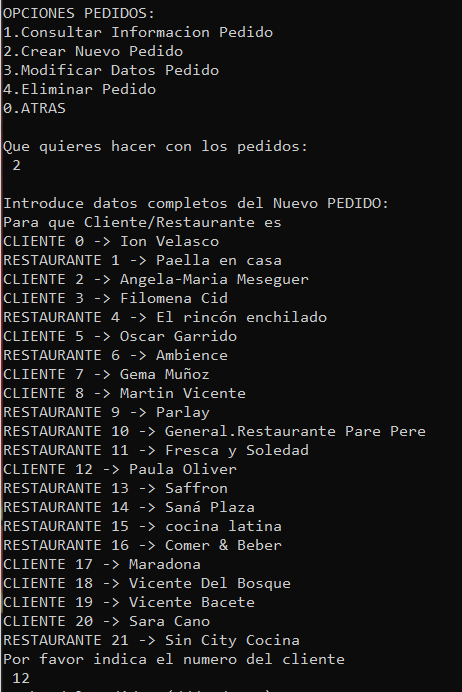 OPCIONES PEDIDOS:
1.Consultar Informacion Pedido
2.Crear Nuevo Pedido
3.Modificar Datos Pedido
4.Eliminar Pedido
0.ATRAS
Que quieres hacer con los pedidos:
2
Introduce datos completos del Nuevo PEDIDO:
Para que Cliente/Restaurante es
CLIENTE 0 -> Ion Velasco
RESTAURANTE 1 -> Paella en casa
CLIENTE 2 -> Angela-Maria Meseguer
CLIENTE 3 -> Filomena Cid
RESTAURANTE 4 -> El rincón enchilado
CLIENTE 5 -> Oscar Garrido
RESTAURANTE 6 -> Ambience
CLIENTE 7 -> Gema Muñoz
CLIENTE 8 -> Martin Vicente
RESTAURANTE 9 -> Parlay
RESTAURANTE 10 -> General.Restaurante Pare Pere
RESTAURANTE 11 -> Fresca y Soledad
CLIENTE 12 -> Paula Oliver
RESTAURANTE 13 -> Saffron
RESTAURANTE 14 -> Saná Plaza
RESTAURANTE 15 -> cocina latina
RESTAURANTE 16 -> Comer & Beber
CLIENTE 17 -> Maradona
CLIENTE 18 -> Vicente Del Bosque
CLIENTE 19 -> Vicente Bacete
CLIENTE 20 -> Sara Cano
RESTAURANTE 21 -> Sin City Cocina
Por favor indica el numero del cliente
12